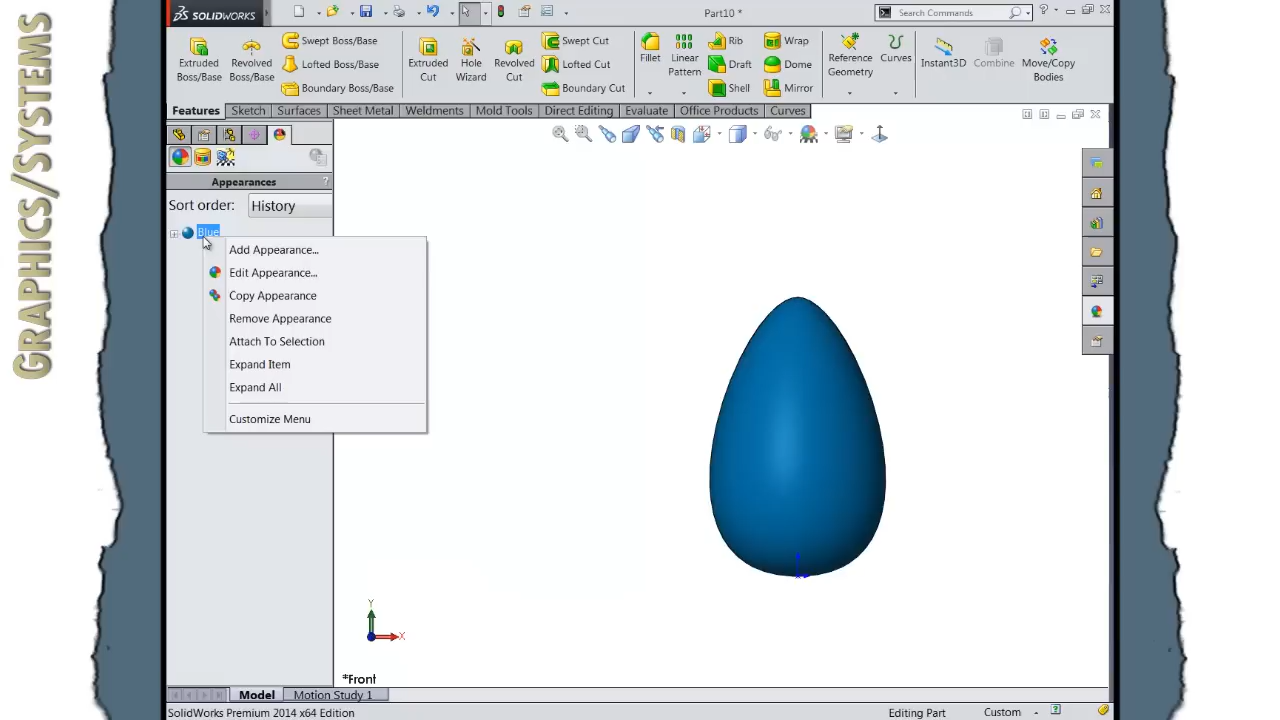 GRAPHICS/SYSTEMS
SOLIDWORKS
Part10 *
Search Commands
Extruded Boss/Base
Revolved Boss/Base
Swept Boss/Base
Lofted Boss/Base
Boundary Boss/Base
Extruded Cut
Hole Wizard
Revolved Cut
Swept Cut
Lofted Cut
Boundary Cut
Fillet
Linear Pattern
Rib
Draft
Shell
Wrap
Dome
Mirror
Reference Geometry
Curves
Instant3D
Combine
Move/Copy Bodies
Features
Sketch
Surfaces
Sheet Metal
Weldments
Mold Tools
Direct Editing
Evaluate
Office Products
Curves
Appearances
?
Sort order:
History
Blue
Add Appearance...
Edit Appearance...
Copy Appearance
Remove Appearance
Attach To Selection
Expand Item
Expand All
Customize Menu
Y
X
*Front
Model
Motion Study 1
SolidWorks Premium 2014 x64 Edition
Editing Part
Custom